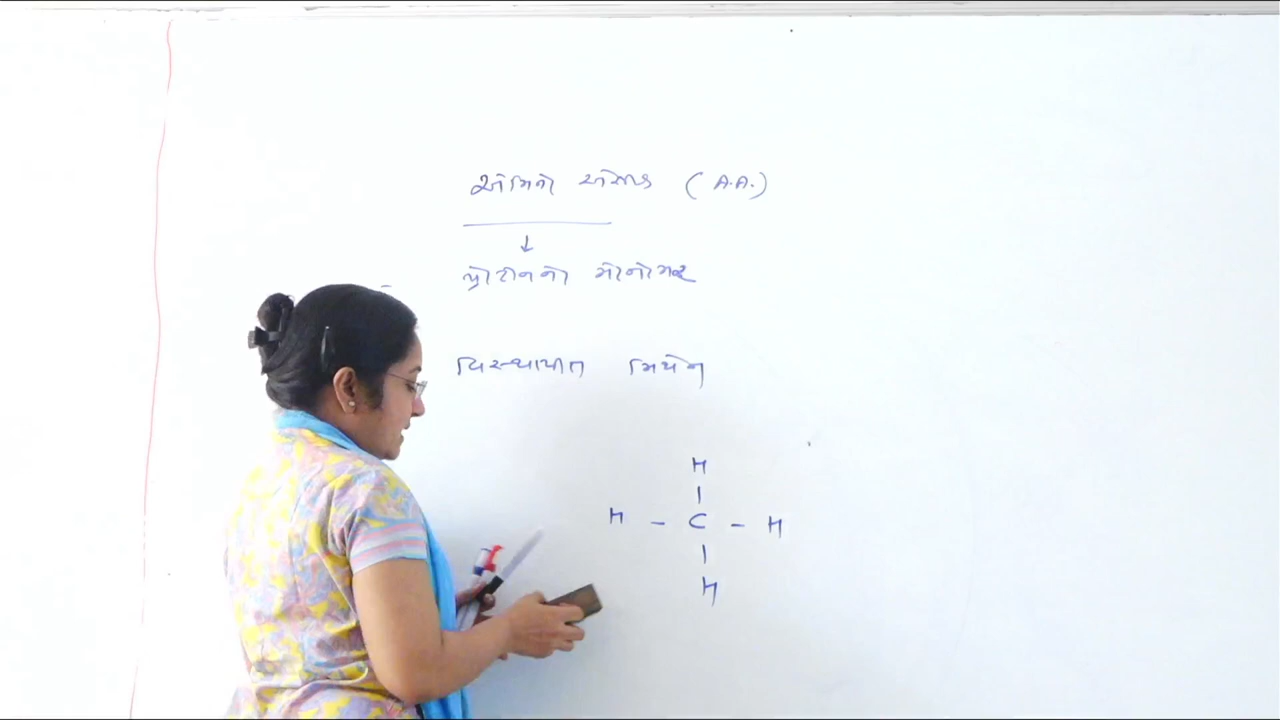 એમિનો એસિડ (A.A.)
↓
પ્રોટીનનો મોનોમર
વિસ્થાપીત મિથેન
H
|
H - C - H
|
H